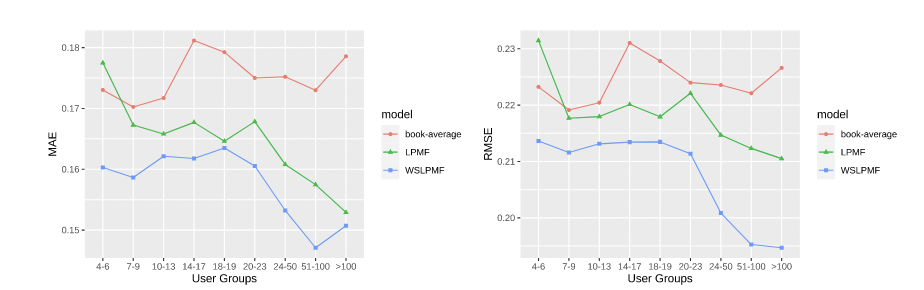 0.18
0.17
0.16
0.15
MAE
4-6 7-9 10-13 14-17 18-19 20-23 24-50 51-100 >100
User Groups
model
book-average
LPMF
WSLPMF
0.23
0.22
0.21
0.20
RMSE
4-6 7-9 10-13 14-17 18-19 20-23 24-50 51-100 >100
User Groups
model
book-average
LPMF
WSLPMF